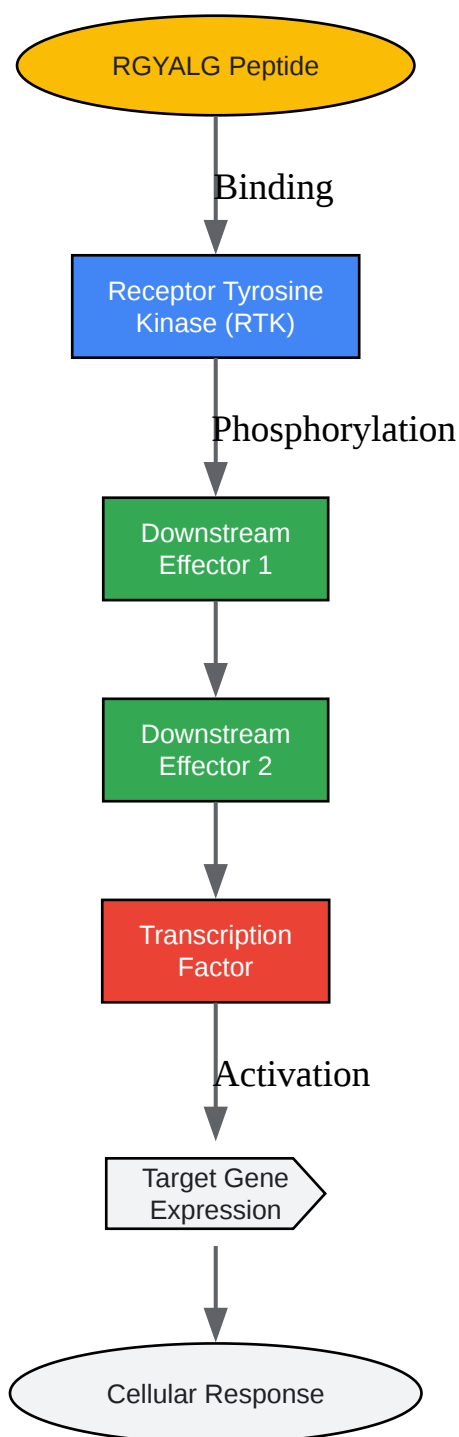 RGYALG Peptide
Binding
Receptor Tyrosine
Kinase (RTK)
Phosphorylation
Downstream
Effector 1
Downstream
Effector 2
Transcription
Factor
Activation
Target Gene
Expression
Cellular Response